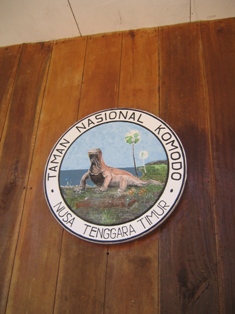 TAMAN NASIONAL KOMODO
NUSA TENGGARA TIMUR